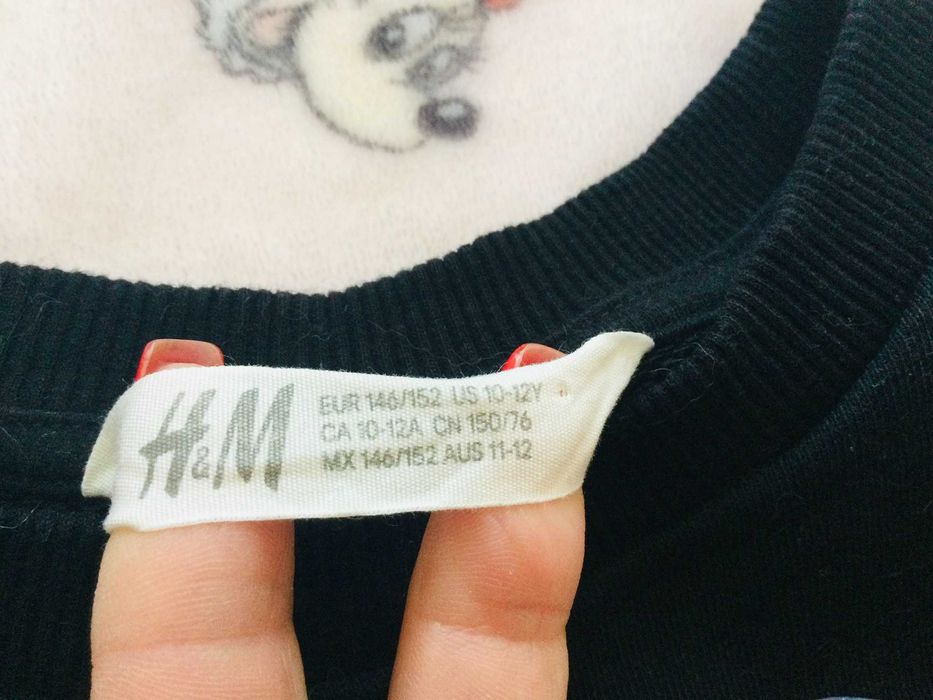 H&M
EUR 146/152 US 10-12Y
CA 10-12A CN 150/76
MX 146/152 AUS 11-12